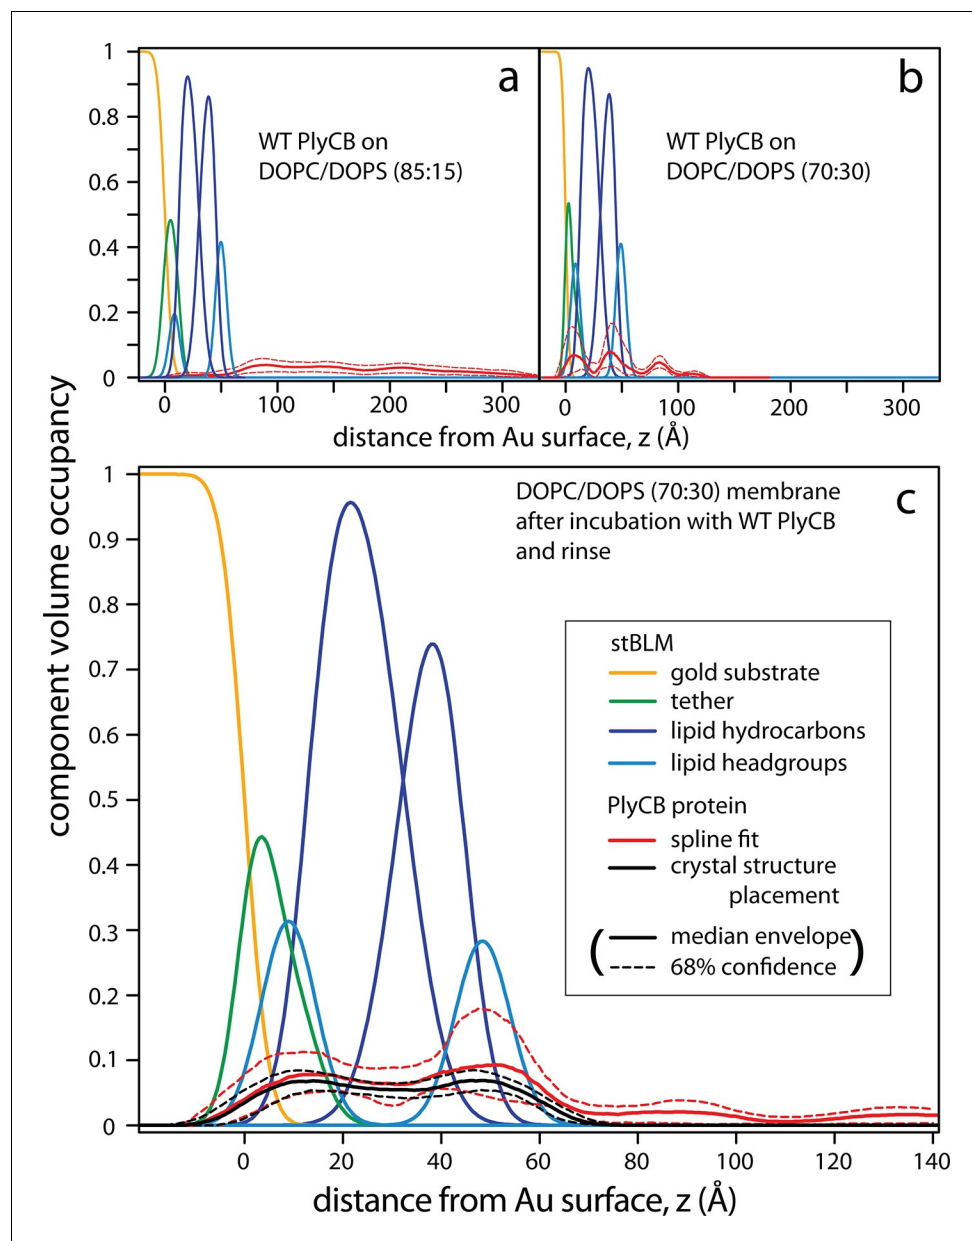 a
b
WT PlyCB on
DOPC/DOPS (85:15)
WT PlyCB on
DOPC/DOPS (70:30)
1
0.8
0.6
0.4
0.2
0
0 100 200 300
0 100 200 300
distance from Au surface, z (Å)
component volume occupancy
c
DOPC/DOPS (70:30) membrane
after incubation with WT PlyCB
and rinse
1
0.9
0.8
0.7
0.6
0.5
0.4
0.3
0.2
0.1
0
stBLM
gold substrate
tether
lipid hydrocarbons
lipid headgroups
PlyCB protein
spline fit
crystal structure
placement
( median envelope )
68% confidence
0 20 40 60 80 100 120 140
distance from Au surface, z (Å)